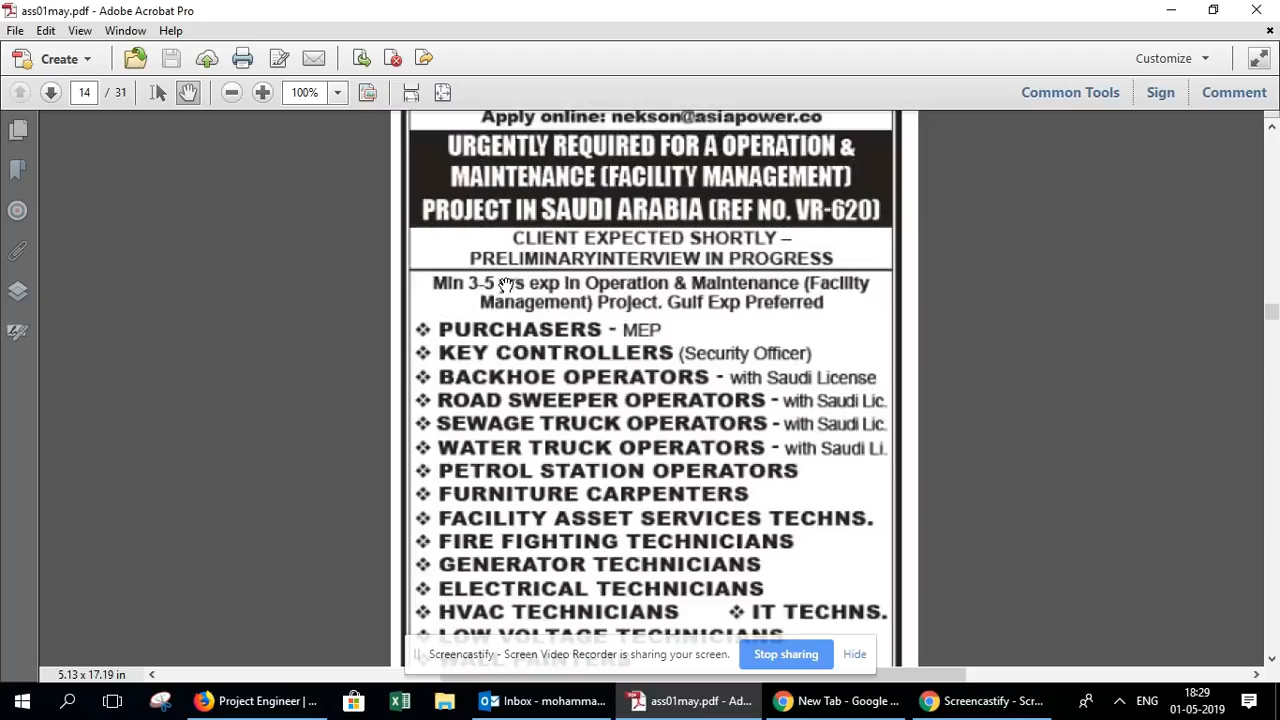 ass01may.pdf - Adobe Acrobat Pro
File Edit View Window Help
Create
Customize
14 / 31
100%
Common Tools
Sign
Comment
Apply online: nekson@asiapower.co
URGENTLY REQUIRED FOR A OPERATION &
MAINTENANCE (FACILITY MANAGEMENT)
PROJECT IN SAUDI ARABIA (REF NO. VR-620)
CLIENT EXPECTED SHORTLY –
PRELIMINARYINTERVIEW IN PROGRESS
Min 3-5 yrs exp in Operation & Maintenance (Facility
Management) Project. Gulf Exp Preferred
❖ PURCHASERS - MEP
❖ KEY CONTROLLERS (Security Officer)
❖ BACKHOE OPERATORS - with Saudi License
❖ ROAD SWEEPER OPERATORS - with Saudi Lic.
❖ SEWAGE TRUCK OPERATORS - with Saudi Lic.
❖ WATER TRUCK OPERATORS - with Saudi Li.
❖ PETROL STATION OPERATORS
❖ FURNITURE CARPENTERS
❖ FACILITY ASSET SERVICES TECHNS.
❖ FIRE FIGHTING TECHNICIANS
❖ GENERATOR TECHNICIANS
❖ ELECTRICAL TECHNICIANS
❖ HVAC TECHNICIANS ❖ IT TECHNS.
❖ LOW VOLTAGE TECHNICIANS
❖ WALL PAINTERS
Screencastify - Screen Video Recorder is sharing your screen.
Stop sharing
Hide
5.13 x 17.19 in
Project Engineer | ...
Inbox - mohamma...
ass01may.pdf - Ad...
New Tab - Google ...
Screencastify - Scr...
ENG
18:29
01-05-2019